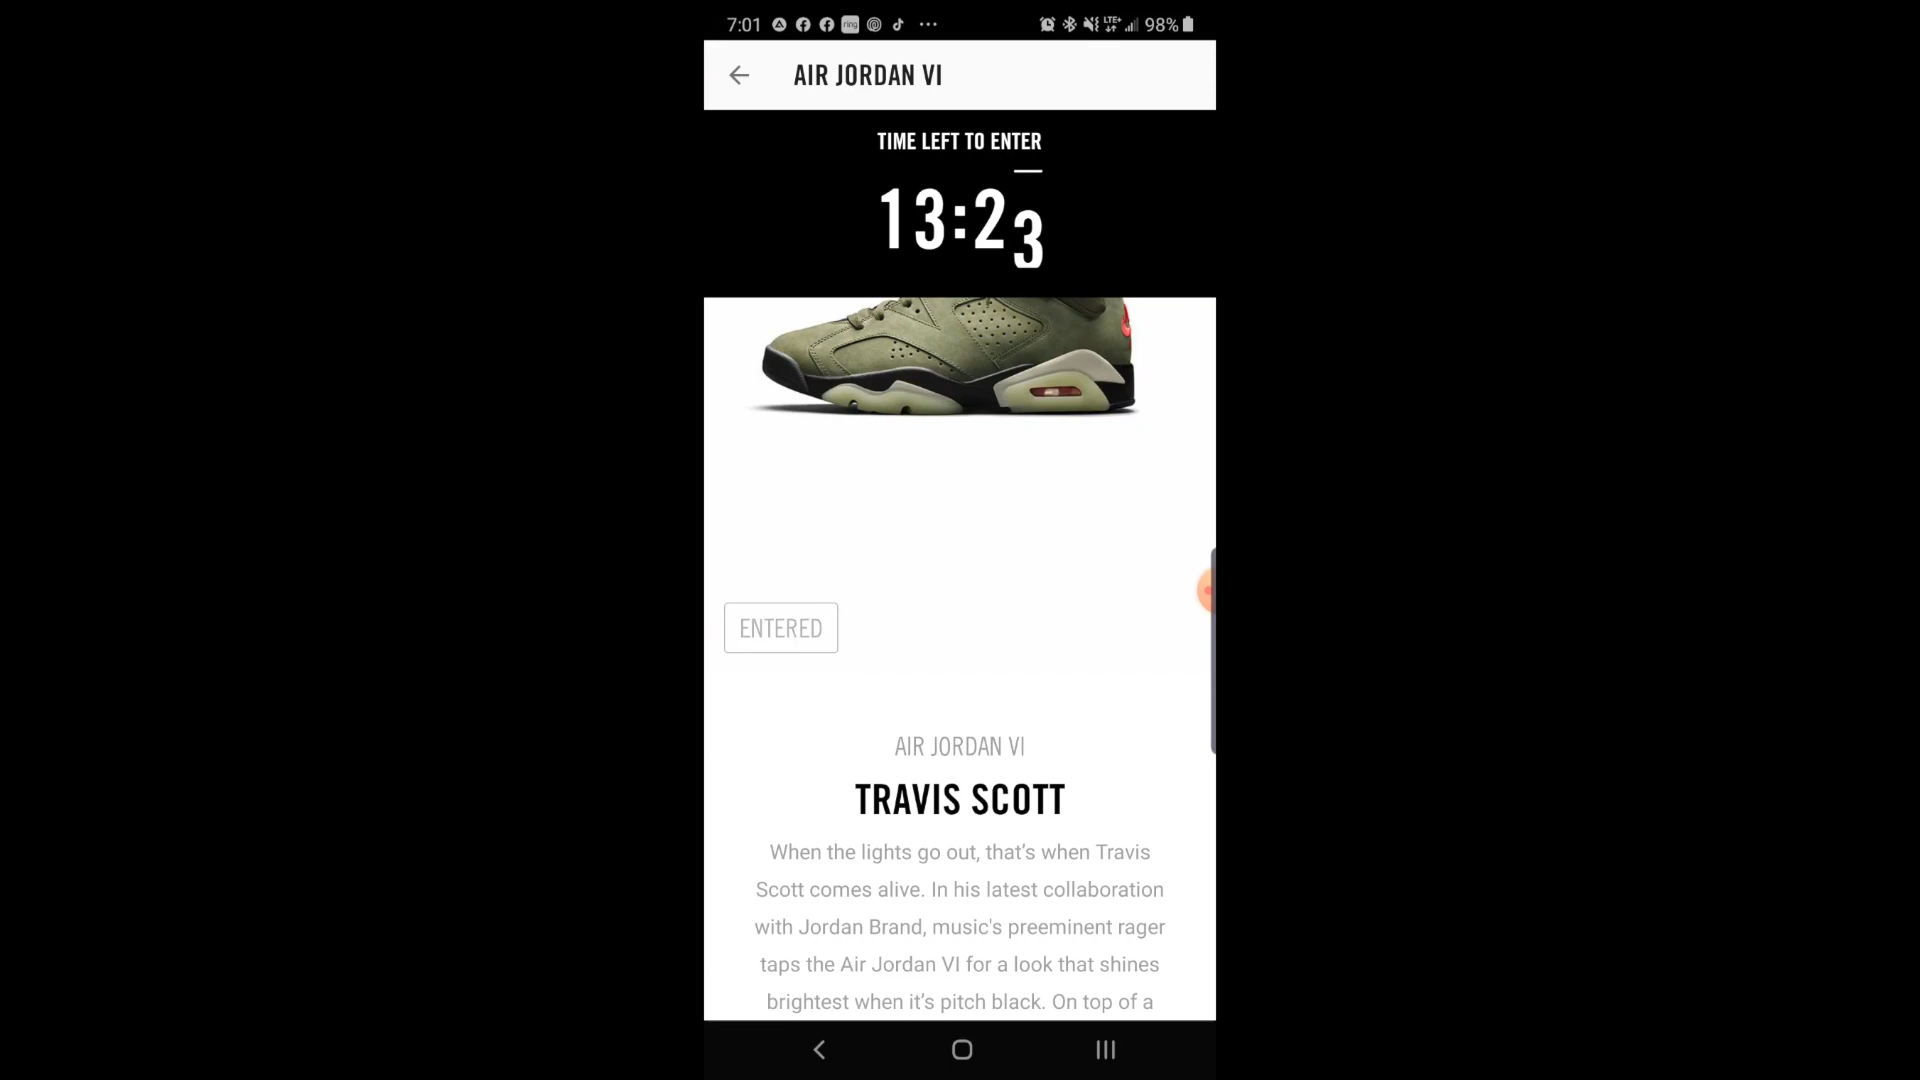 7:01 ring ... LTE+ 98%
AIR JORDAN VI
TIME LEFT TO ENTER
13:23
ENTERED
AIR JORDAN VI
TRAVIS SCOTT
When the lights go out, that’s when Travis
Scott comes alive. In his latest collaboration
with Jordan Brand, music's preeminent rager
taps the Air Jordan VI for a look that shines
brightest when it’s pitch black. On top of a